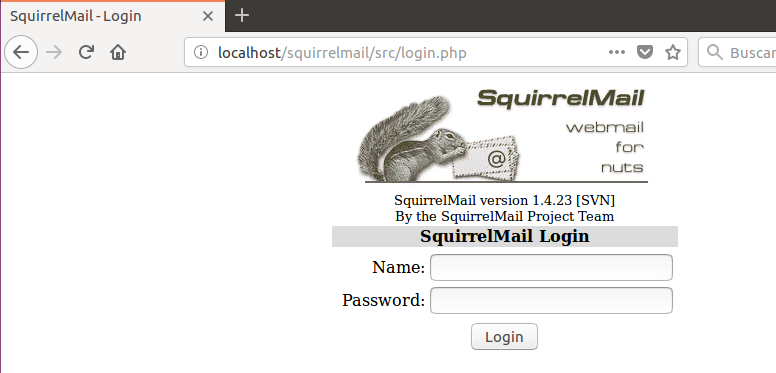 SquirrelMail - Login
localhost/squirrelmail/src/login.php
Buscar
SquirrelMail
webmail
for
nuts
@
SquirrelMail version 1.4.23 [SVN]
By the SquirrelMail Project Team
SquirrelMail Login
Name:
Password:
Login